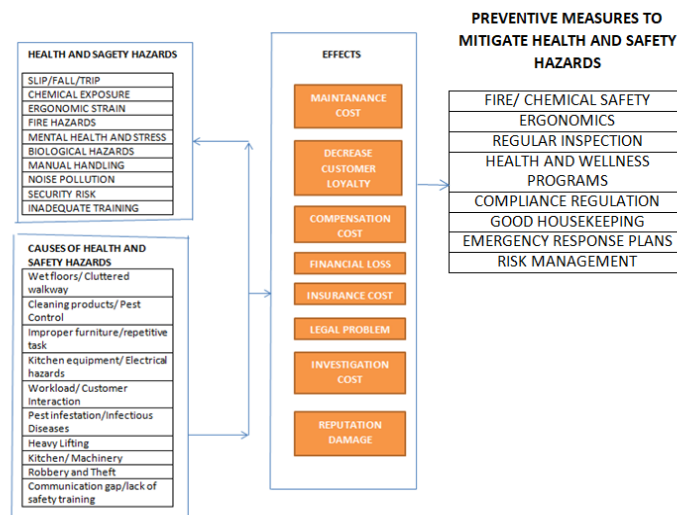 HEALTH AND SAGETY HAZARDS
SLIP/FALL/TRIP
CHEMICAL EXPOSURE
ERGONOMIC STRAIN
FIRE HAZARDS
MENTAL HEALTH AND STRESS
BIOLOGICAL HAZARDS
MANUAL HANDLING
NOISE POLLUTION
SECURITY RISK
INADEQUATE TRAINING
CAUSES OF HEALTH AND
SAFETY HAZARDS
Wet floors/ Cluttered
walkway
Cleaning products/ Pest
Control
Improper furniture/repetitive
task
Kitchen equipment/ Electrical
hazards
Workload/ Customer
Interaction
Pest infestation/Infectious
Diseases
Heavy Lifting
Kitchen/ Machinery
Robbery and Theft
Communication gap/lack of
safety training
EFFECTS
MAINTANANCE
COST
DECREASE
CUSTOMER
LOYALTY
COMPENSATION
COST
FINANCIAL LOSS
INSURANCE COST
LEGAL PROBLEM
INVESTIGATION
COST
REPUTATION
DAMAGE
PREVENTIVE MEASURES TO
MITIGATE HEALTH AND SAFETY
HAZARDS
FIRE/ CHEMICAL SAFETY
ERGONOMICS
REGULAR INSPECTION
HEALTH AND WELLNESS
PROGRAMS
COMPLIANCE REGULATION
GOOD HOUSEKEEPING
EMERGENCY RESPONSE PLANS
RISK MANAGEMENT